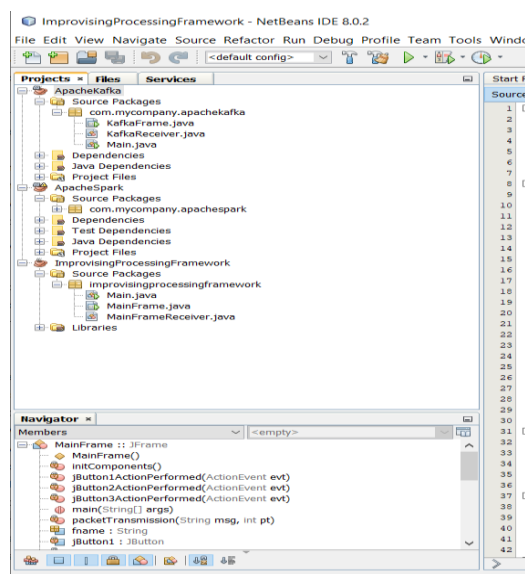 ImprovisingProcessingFramework - NetBeans IDE 8.0.2
File Edit View Navigate Source Refactor Run Debug Profile Team Tools Windo
<default config>
Projects × Files Services
ApacheKafka
Source Packages
com.mycompany.apachekafka
KafkaFrame.java
KafkaReceiver.java
Main.java
Dependencies
Java Dependencies
Project Files
ApacheSpark
Source Packages
com.mycompany.apachespark
Dependencies
Test Dependencies
Java Dependencies
Project Files
ImprovisingProcessingFramework
Source Packages
improvisingprocessingframework
Main.java
MainFrame.java
MainFrameReceiver.java
Libraries
Navigator ×
Members <empty>
MainFrame :: JFrame
MainFrame()
initComponents()
jButton1ActionPerformed(ActionEvent evt)
jButton2ActionPerformed(ActionEvent evt)
jButton3ActionPerformed(ActionEvent evt)
main(String[] args)
packetTransmission(String msg, int pt)
fname : String
jButton1 : JButton
Start P
Source
1
2
3
4
5
6
7
8
9
10
11
12
13
14
15
16
17
18
19
20
21
22
23
24
25
26
27
28
29
30
31
32
33
34
35
36
37
38
39
40
41
42